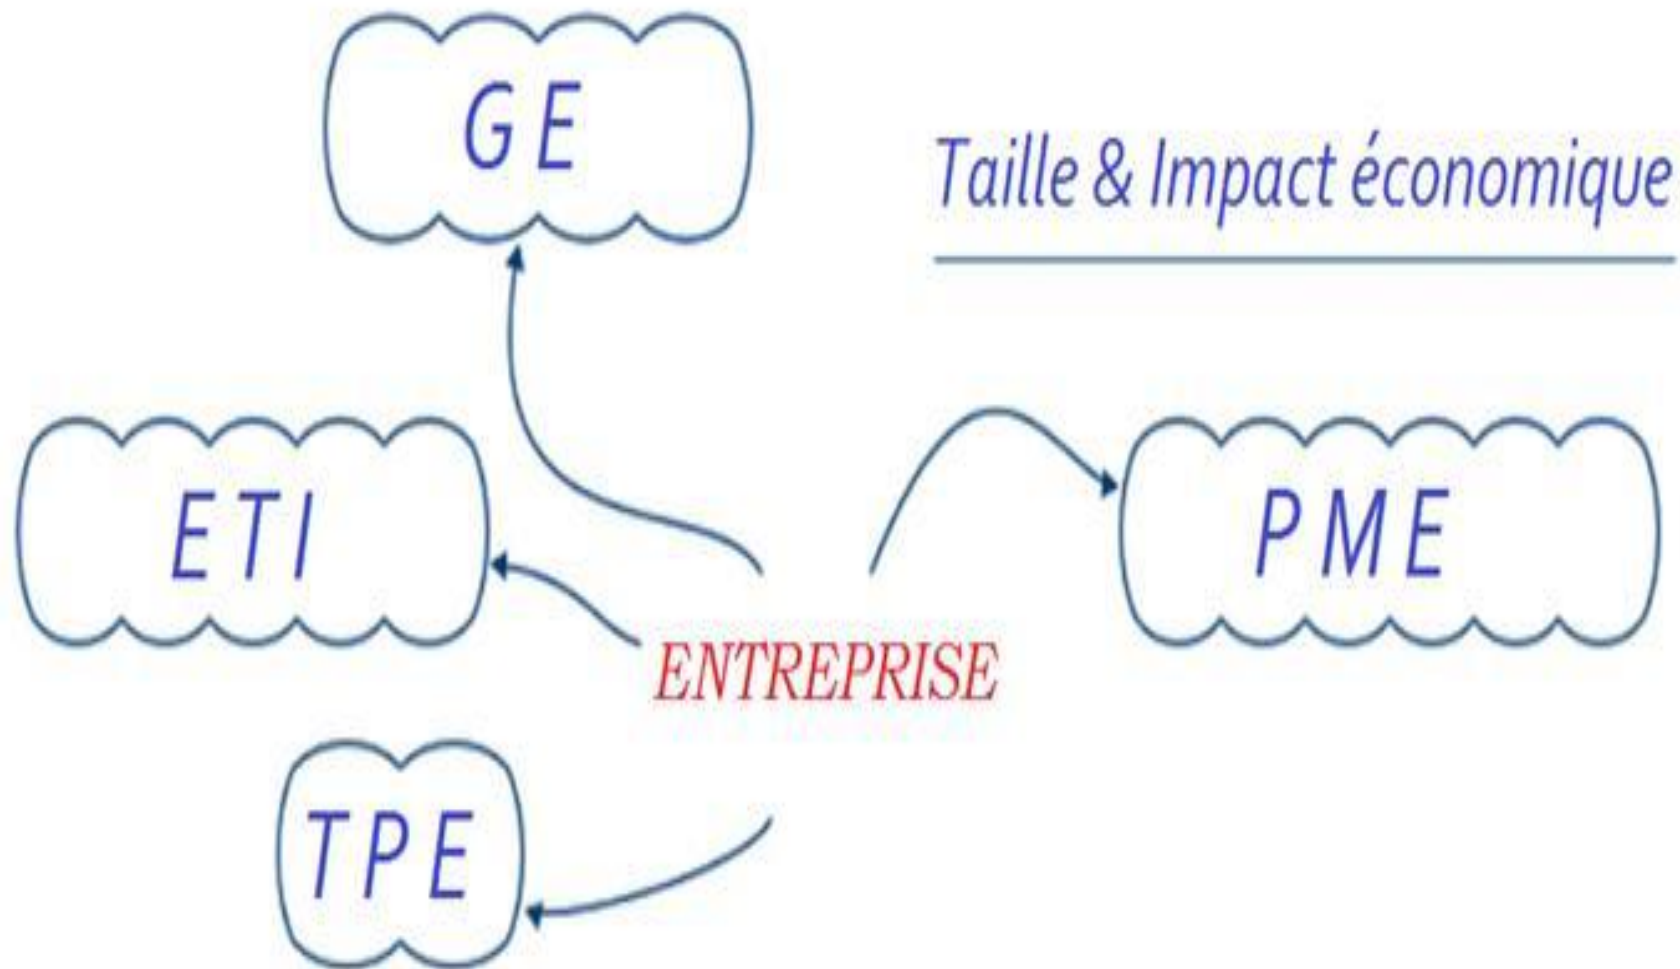 G E
Taille & Impact économique
E T I
P M E
ENTREPRISE
T P E